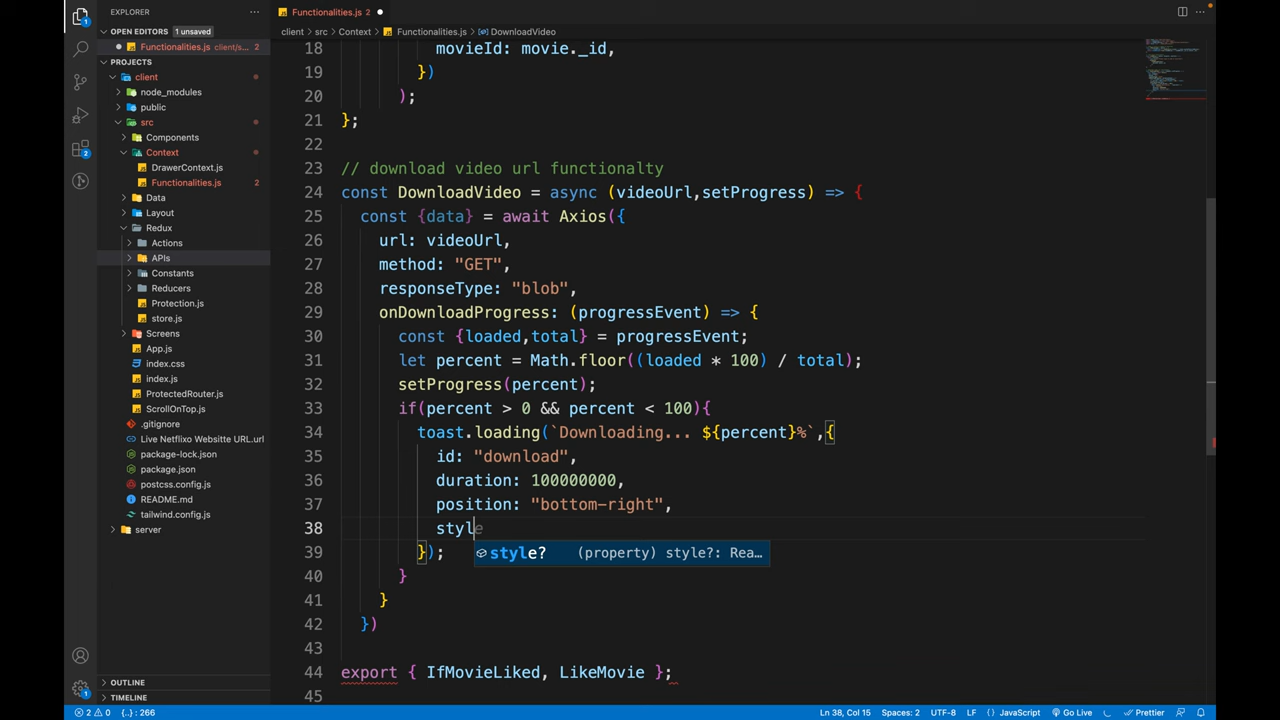 EXPLORER
Functionalities.js 2
OPEN EDITORS 1 unsaved
Functionalities.js client/s... 2
PROJECTS
client
node_modules
public
src
Components
Context
DrawerContext.js
Functionalities.js 2
Data
Layout
Redux
Actions
APIs
Constants
Reducers
Protection.js
store.js
Screens
App.js
index.css
index.js
ProtectedRouter.js
ScrollOnTop.js
.gitignore
Live Netflixo Websitte URL.url
package-lock.json
package.json
postcss.config.js
README.md
tailwind.config.js
server
OUTLINE
TIMELINE
client > src > Context > Functionalities.js > DownloadVideo
18 movieId: movie._id,
19 })
20 );
21 };
22
23 // download video url functionalty
24 const DownloadVideo = async (videoUrl,setProgress) => {
25 const {data} = await Axios({
26 url: videoUrl,
27 method: "GET",
28 responseType: "blob",
29 onDownloadProgress: (progressEvent) => {
30 const {loaded,total} = progressEvent;
31 let percent = Math.floor((loaded * 100) / total);
32 setProgress(percent);
33 if(percent > 0 && percent < 100){
34 toast.loading(`Downloading... ${percent}%`,{
35 id: "download",
36 duration: 100000000,
37 position: "bottom-right",
38 style
39 });
style? (property) style?: Rea...
40 }
41 }
42 })
43
44 export { IfMovieLiked, LikeMovie };
45
2 0 {..} : 266
Ln 38, Col 15 Spaces: 2 UTF-8 LF {} JavaScript Go Live Prettier